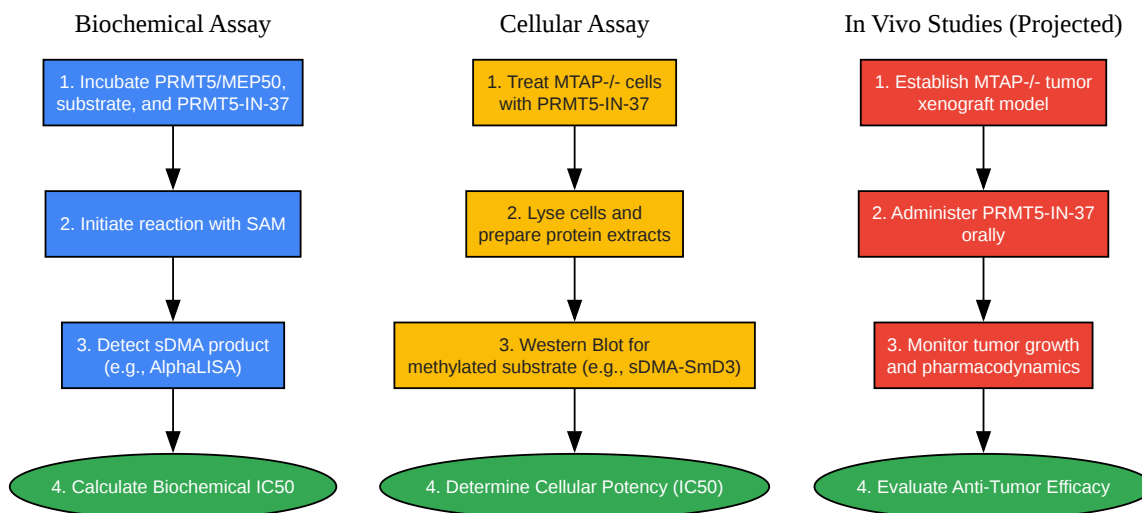 Biochemical Assay
1. Incubate PRMT5/MEP50,
substrate, and PRMT5-IN-37
2. Initiate reaction with SAM
3. Detect sDMA product
(e.g., AlphaLISA)
4. Calculate Biochemical IC50
Cellular Assay
1. Treat MTAP-/- cells
with PRMT5-IN-37
2. Lyse cells and
prepare protein extracts
3. Western Blot for
methylated substrate (e.g., sDMA-SmD3)
4. Determine Cellular Potency (IC50)
In Vivo Studies (Projected)
1. Establish MTAP-/- tumor
xenograft model
2. Administer PRMT5-IN-37
orally
3. Monitor tumor growth
and pharmacodynamics
4. Evaluate Anti-Tumor Efficacy